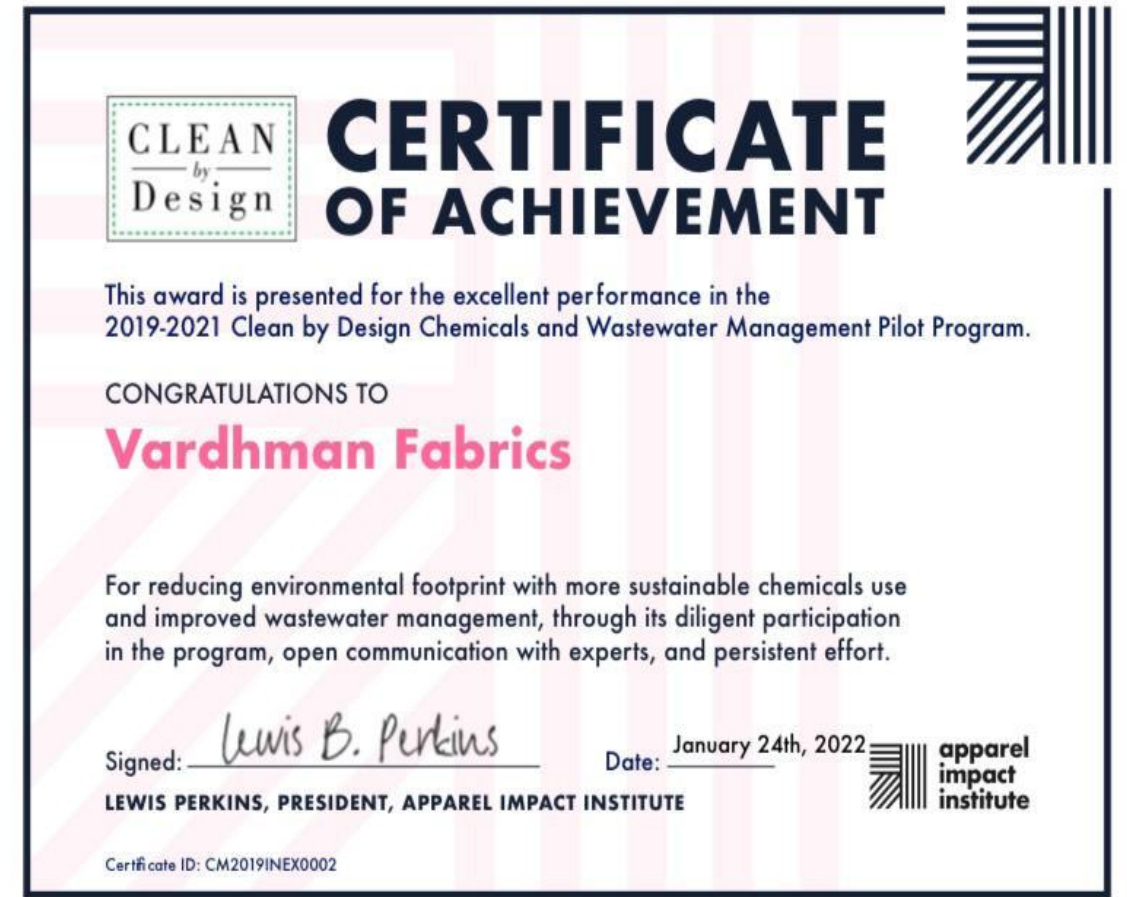 CLEAN
by
Design
CERTIFICATE
OF ACHIEVEMENT
This award is presented for the excellent performance in the
2019-2021 Clean by Design Chemicals and Wastewater Management Pilot Program.
CONGRATULATIONS TO
Vardhman Fabrics
For reducing environmental footprint with more sustainable chemicals use
and improved wastewater management, through its diligent participation
in the program, open communication with experts, and persistent effort.
Signed: Lewis B. Perkins
Date: January 24th, 2022
LEWIS PERKINS, PRESIDENT, APPAREL IMPACT INSTITUTE
apparel
impact
institute
Certificate ID: CM2019INEX0002